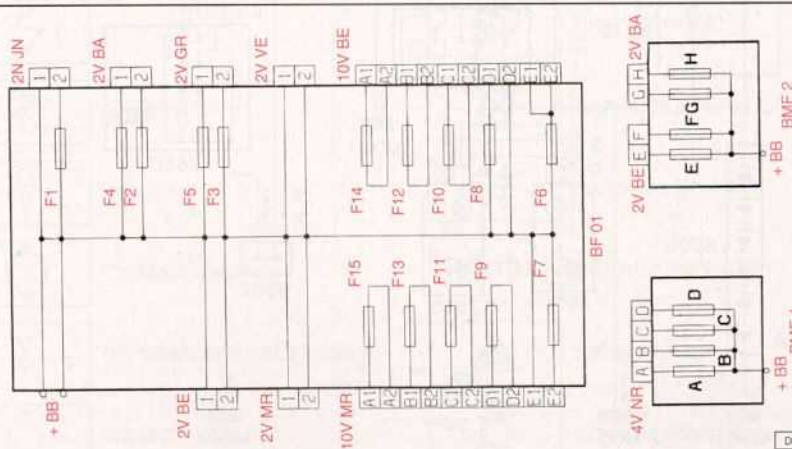 2N JN
1
2
2V BA
1
2
2V GR
1
2
2V VE
1
2
10V BE
A1
A2
B1
B2
C1
C2
D1
D2
E1
E2
F1
F4
F2
F5
F3
F14
F12
F10
F8
F6
F15
F13
F11
F9
F7
BF 01
+ BB
2V BE
1
2
2V MR
1
2
10V MR
A1
A2
B1
B2
C1
C2
D1
D2
E1
E2
2V BE
E
F
G
H
2V BA
E
F
G
H
+ BB
BMF 2
4V NR
A
B
C
D
A
B
C
D
+ BB